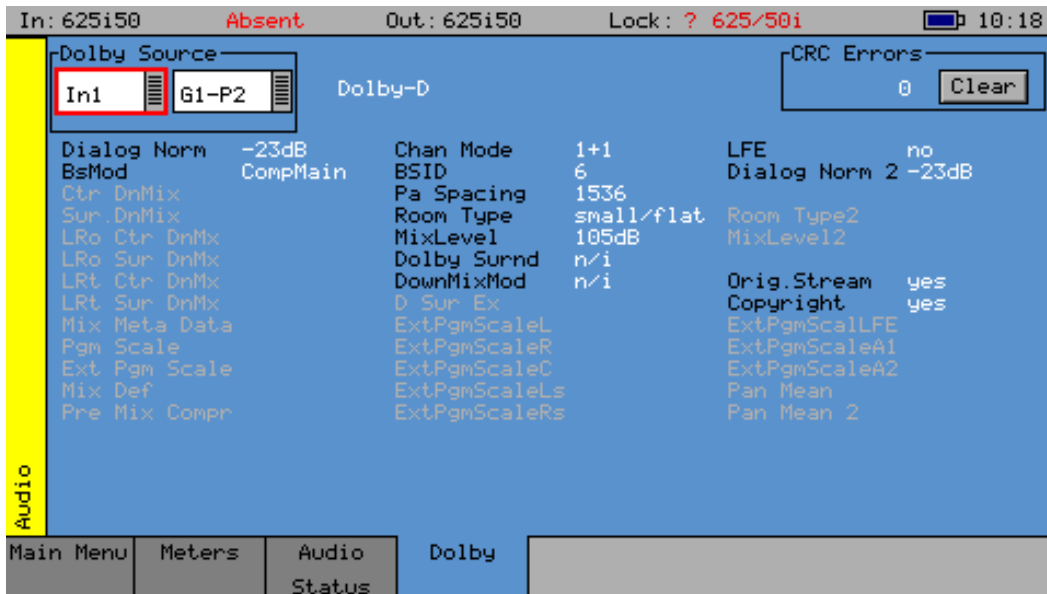 In:625i50 Absent Out:625i50 Lock:? 625/50i 10:18
Dolby Source CRC Errors
In1 G1-P2 Dolby-D 0 Clear
Dialog Norm -23dB Chan Mode 1+1 LFE no
BsMod CompMain BSID 6 Dialog Norm 2 -23dB
Ctr DnMix Pa Spacing 1536
Sur.DnMix Room Type small/flat Room Type2
LRo Ctr DnMx MixLevel 105dB MixLevel2
LRo Sur DnMx Dolby Surnd n/i
LRt Ctr DnMx DownMixMod n/i Orig.Stream yes
LRt Sur DnMx D Sur Ex Copyright yes
Mix Meta Data ExtPgmScaleL ExtPgmScalLFE
Pgm Scale ExtPgmScaleR ExtPgmScaleA1
Ext Pgm Scale ExtPgmScaleC ExtPgmScaleA2
Mix Def ExtPgmScaleLs Pan Mean
Pre Mix Compr ExtPgmScaleRs Pan Mean 2
Audio
Main Menu Meters Audio Dolby
Status